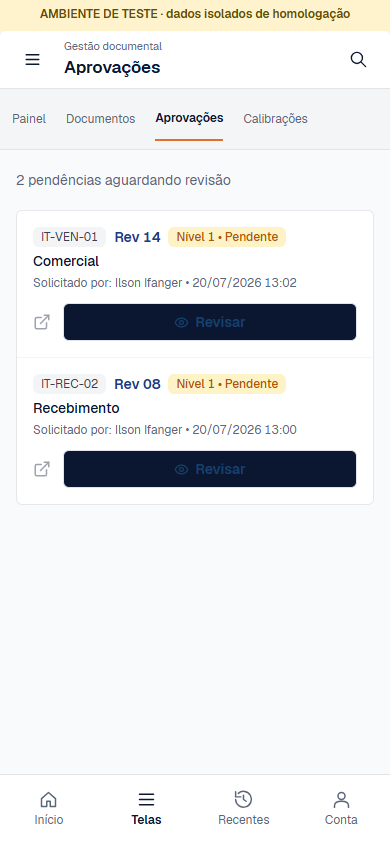 AMBIENTE DE TESTE · dados isolados de homologação
Gestão documental
Aprovações
Painel Documentos Aprovações Calibrações
2 pendências aguardando revisão
IT-VEN-01 Rev 14 Nível 1 • Pendente
Comercial
Solicitado por: Ilson Ifanger • 20/07/2026 13:02
Revisar
IT-REC-02 Rev 08 Nível 1 • Pendente
Recebimento
Solicitado por: Ilson Ifanger • 20/07/2026 13:00
Revisar
Início Telas Recentes Conta